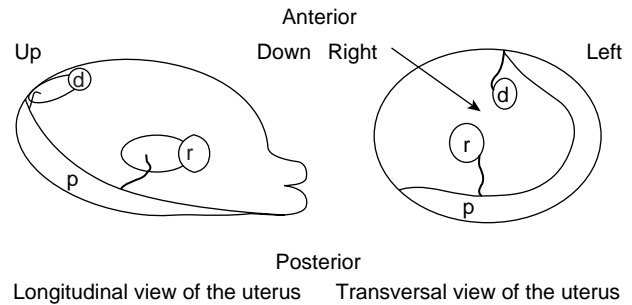 Anterior
Up Down Right Left
d d
r r
p p
Posterior
Longitudinal view of the uterus Transversal view of the uterus